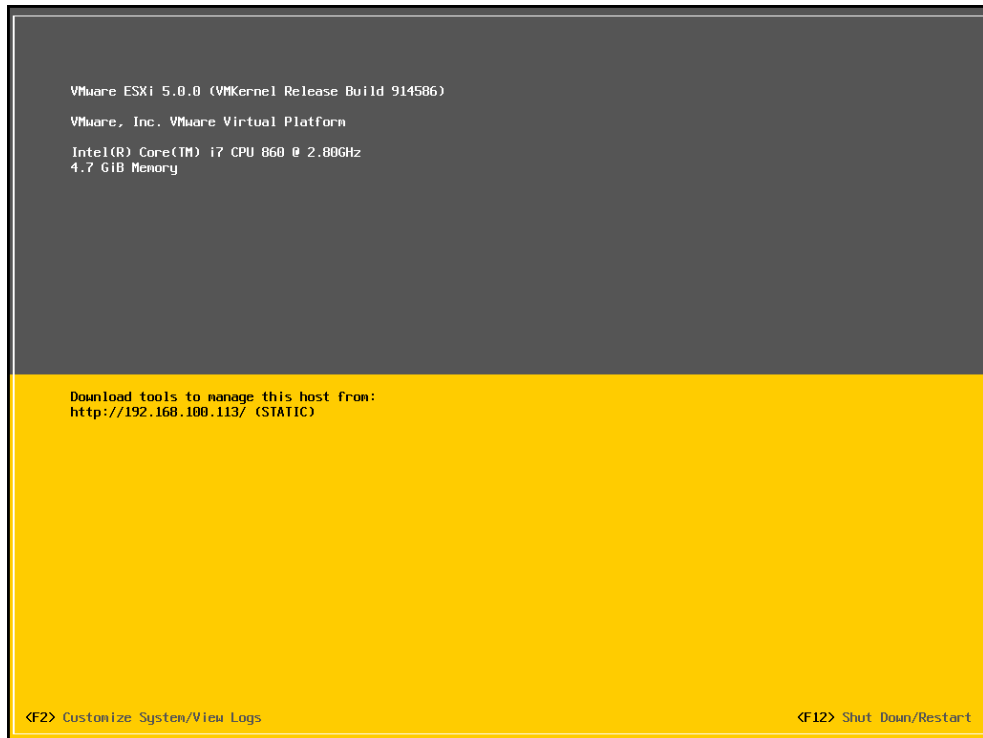 VMware ESXi 5.0.0 (VMKernel Release Build 914586)
VMware, Inc. VMware Virtual Platform
Intel(R) Core(TM) i7 CPU 860 @ 2.80GHz
4.7 GiB Memory
Download tools to manage this host from:
http://192.168.100.113/ (STATIC)
<F2> Customize System/View Logs
<F12> Shut Down/Restart